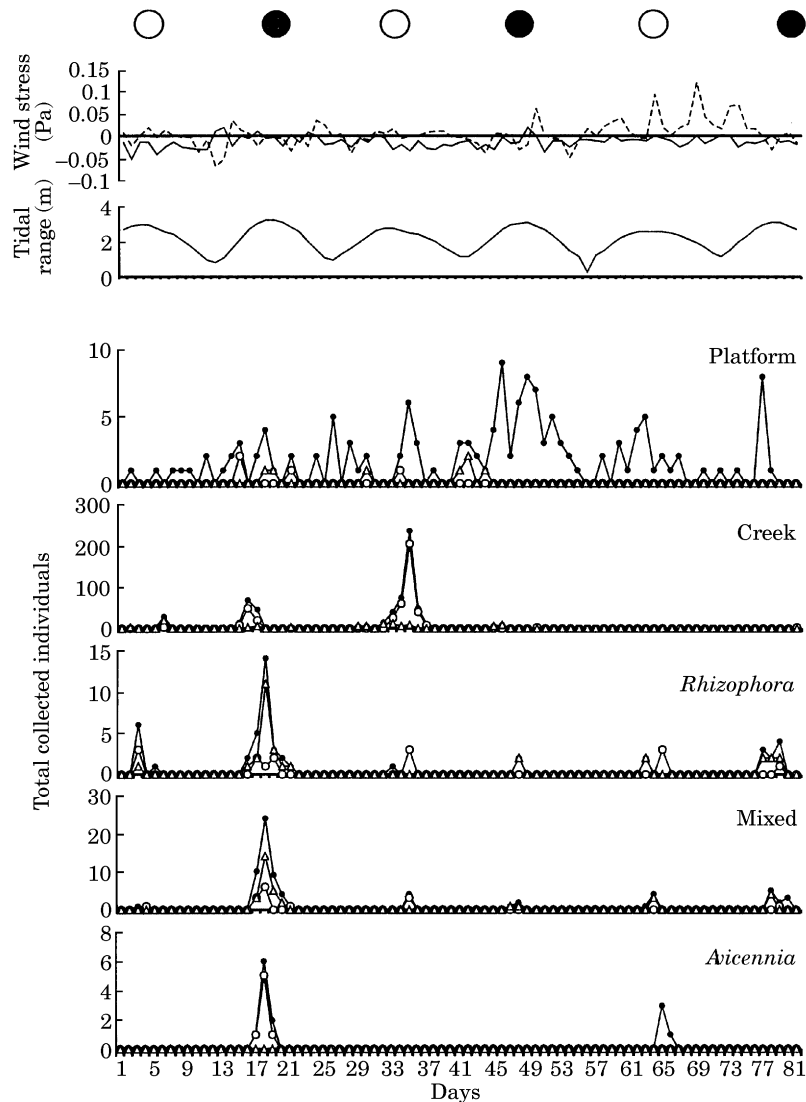 0.15
0.1
0.05
0
−0.05
−0.1
Wind stress
(Pa)
4
2
0
Tidal
range (m)
10
5
0
Platform
300
200
100
0
Creek
15
10
5
0
Rhizophora
30
20
10
0
Mixed
8
6
4
2
0
Avicennia
Total collected individuals
1 5 9 13 17 21 25 29 33 37 41 45 49 53 57 61 65 69 73 77 81
Days